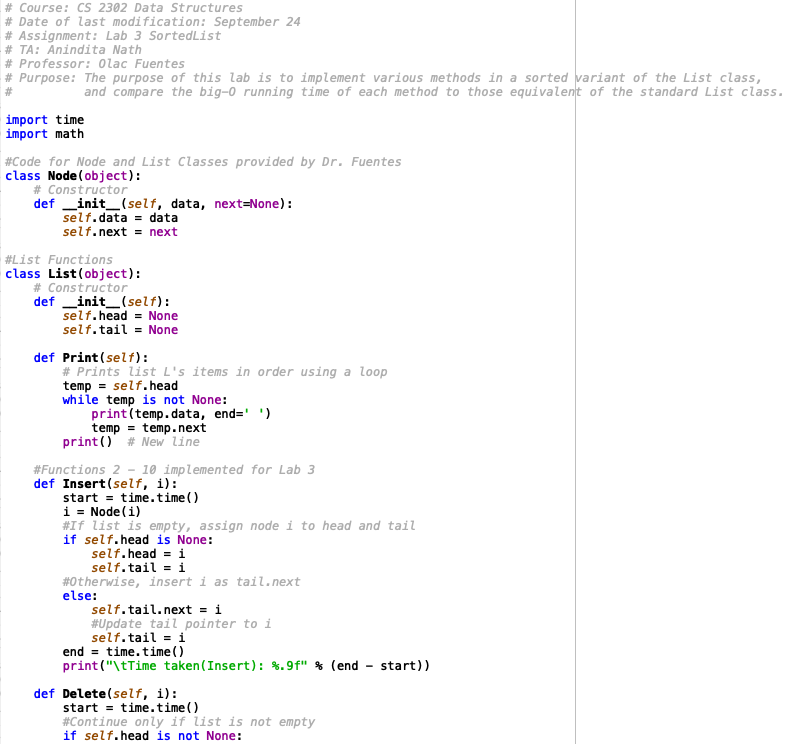 # Course: CS 2302 Data Structures
# Date of last modification: September 24
# Assignment: Lab 3 SortedList
# TA: Anindita Nath
# Professor: Olac Fuentes
# Purpose: The purpose of this lab is to implement various methods in a sorted variant of the List class,
#          and compare the big-O running time of each method to those equivalent of the standard List class.

import time
import math

#Code for Node and List Classes provided by Dr. Fuentes
class Node(object):
    # Constructor
    def __init__(self, data, next=None):
        self.data = data
        self.next = next

#List Functions
class List(object):
    # Constructor
    def __init__(self):
        self.head = None
        self.tail = None

    def Print(self):
        # Prints list L's items in order using a loop
        temp = self.head
        while temp is not None:
            print(temp.data, end=' ')
            temp = temp.next
        print()  # New line

    #Functions 2 - 10 implemented for Lab 3
    def Insert(self, i):
        start = time.time()
        i = Node(i)
        #If list is empty, assign node i to head and tail
        if self.head is None:
            self.head = i
            self.tail = i
        #Otherwise, insert i as tail.next
        else:
            self.tail.next = i
            #Update tail pointer to i
            self.tail = i
        end = time.time()
        print("\tTime taken(Insert): %.9f" % (end - start))

    def Delete(self, i):
        start = time.time()
        #Continue only if list is not empty
        if self.head is not None: